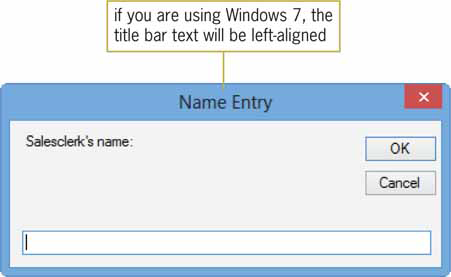 if you are using Windows 7, the
title bar text will be left-aligned
Name Entry
Salesclerk's name:
OK
Cancel